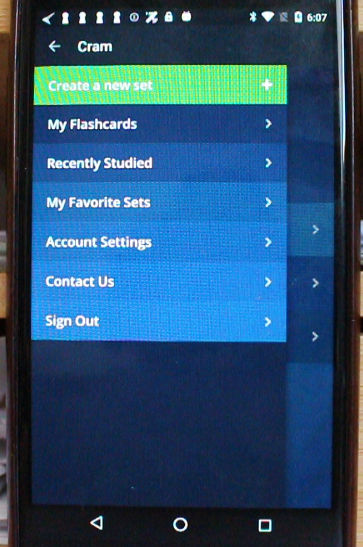 6:07
Cram
Create a new set
My Flashcards
Recently Studied
My Favorite Sets
Account Settings
Contact Us
Sign Out